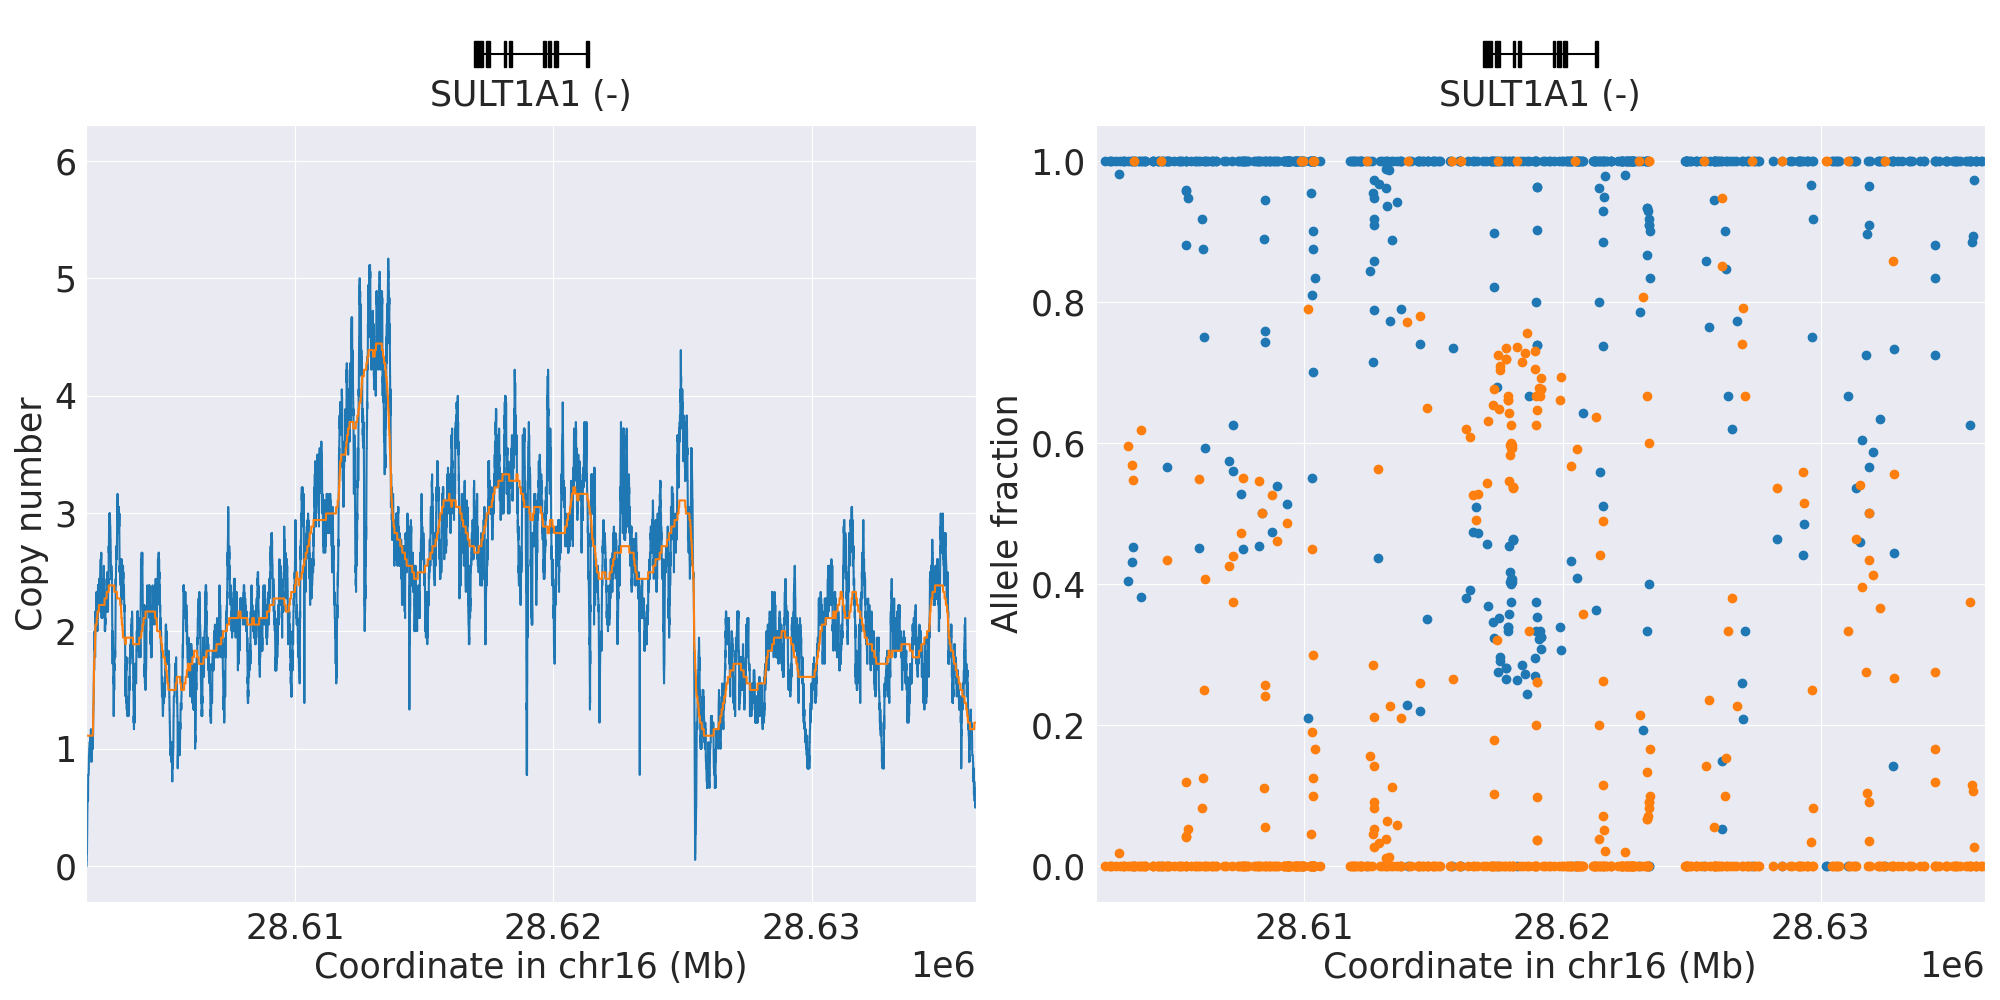 SULT1A1 (-)
6
5
4
3
2
1
0
Copy number
28.61
28.62
28.63
Coordinate in chr16 (Mb)
1e6
SULT1A1 (-)
1.0
0.8
0.6
0.4
0.2
0.0
Allele fraction
28.61
28.62
28.63
Coordinate in chr16 (Mb)
1e6